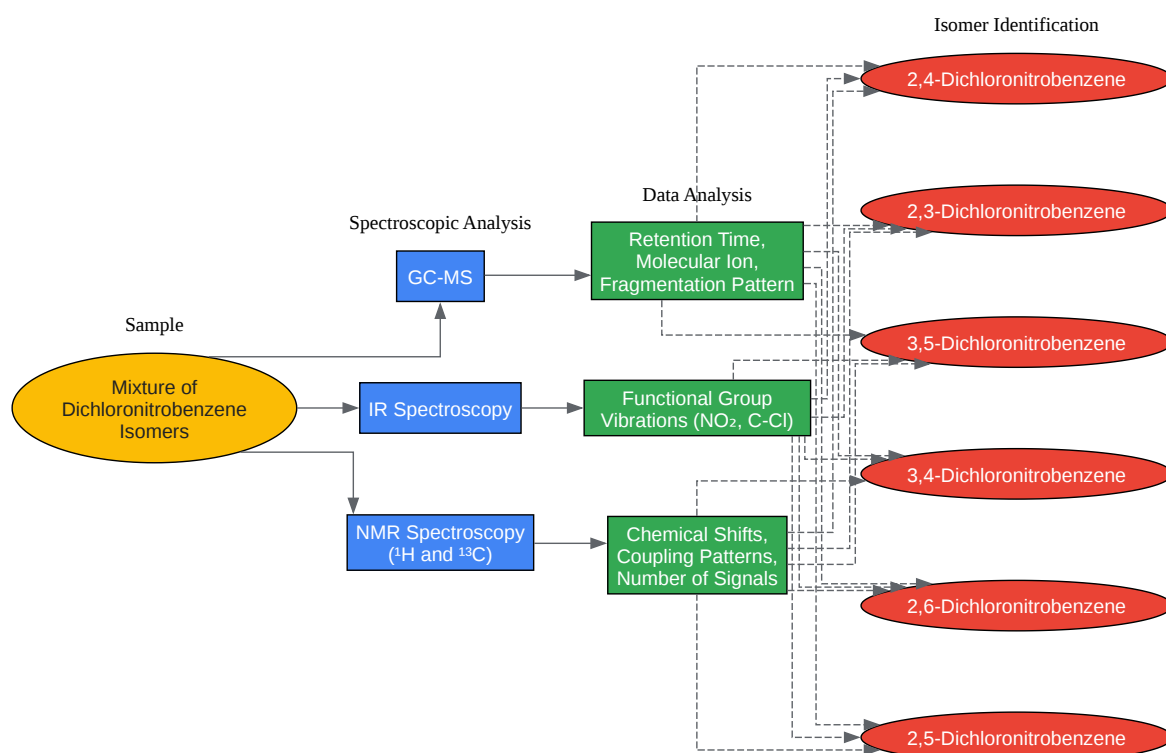 Isomer Identification
2,4-Dichloronitrobenzene
2,3-Dichloronitrobenzene
Data Analysis
Spectroscopic Analysis
Retention Time,
Molecular Ion,
Fragmentation Pattern
GC-MS
Sample
3,5-Dichloronitrobenzene
Mixture of
Dichloronitrobenzene
Isomers
IR Spectroscopy
Functional Group
Vibrations (NO₂, C-Cl)
3,4-Dichloronitrobenzene
NMR Spectroscopy
(¹H and ¹³C)
Chemical Shifts,
Coupling Patterns,
Number of Signals
2,6-Dichloronitrobenzene
2,5-Dichloronitrobenzene